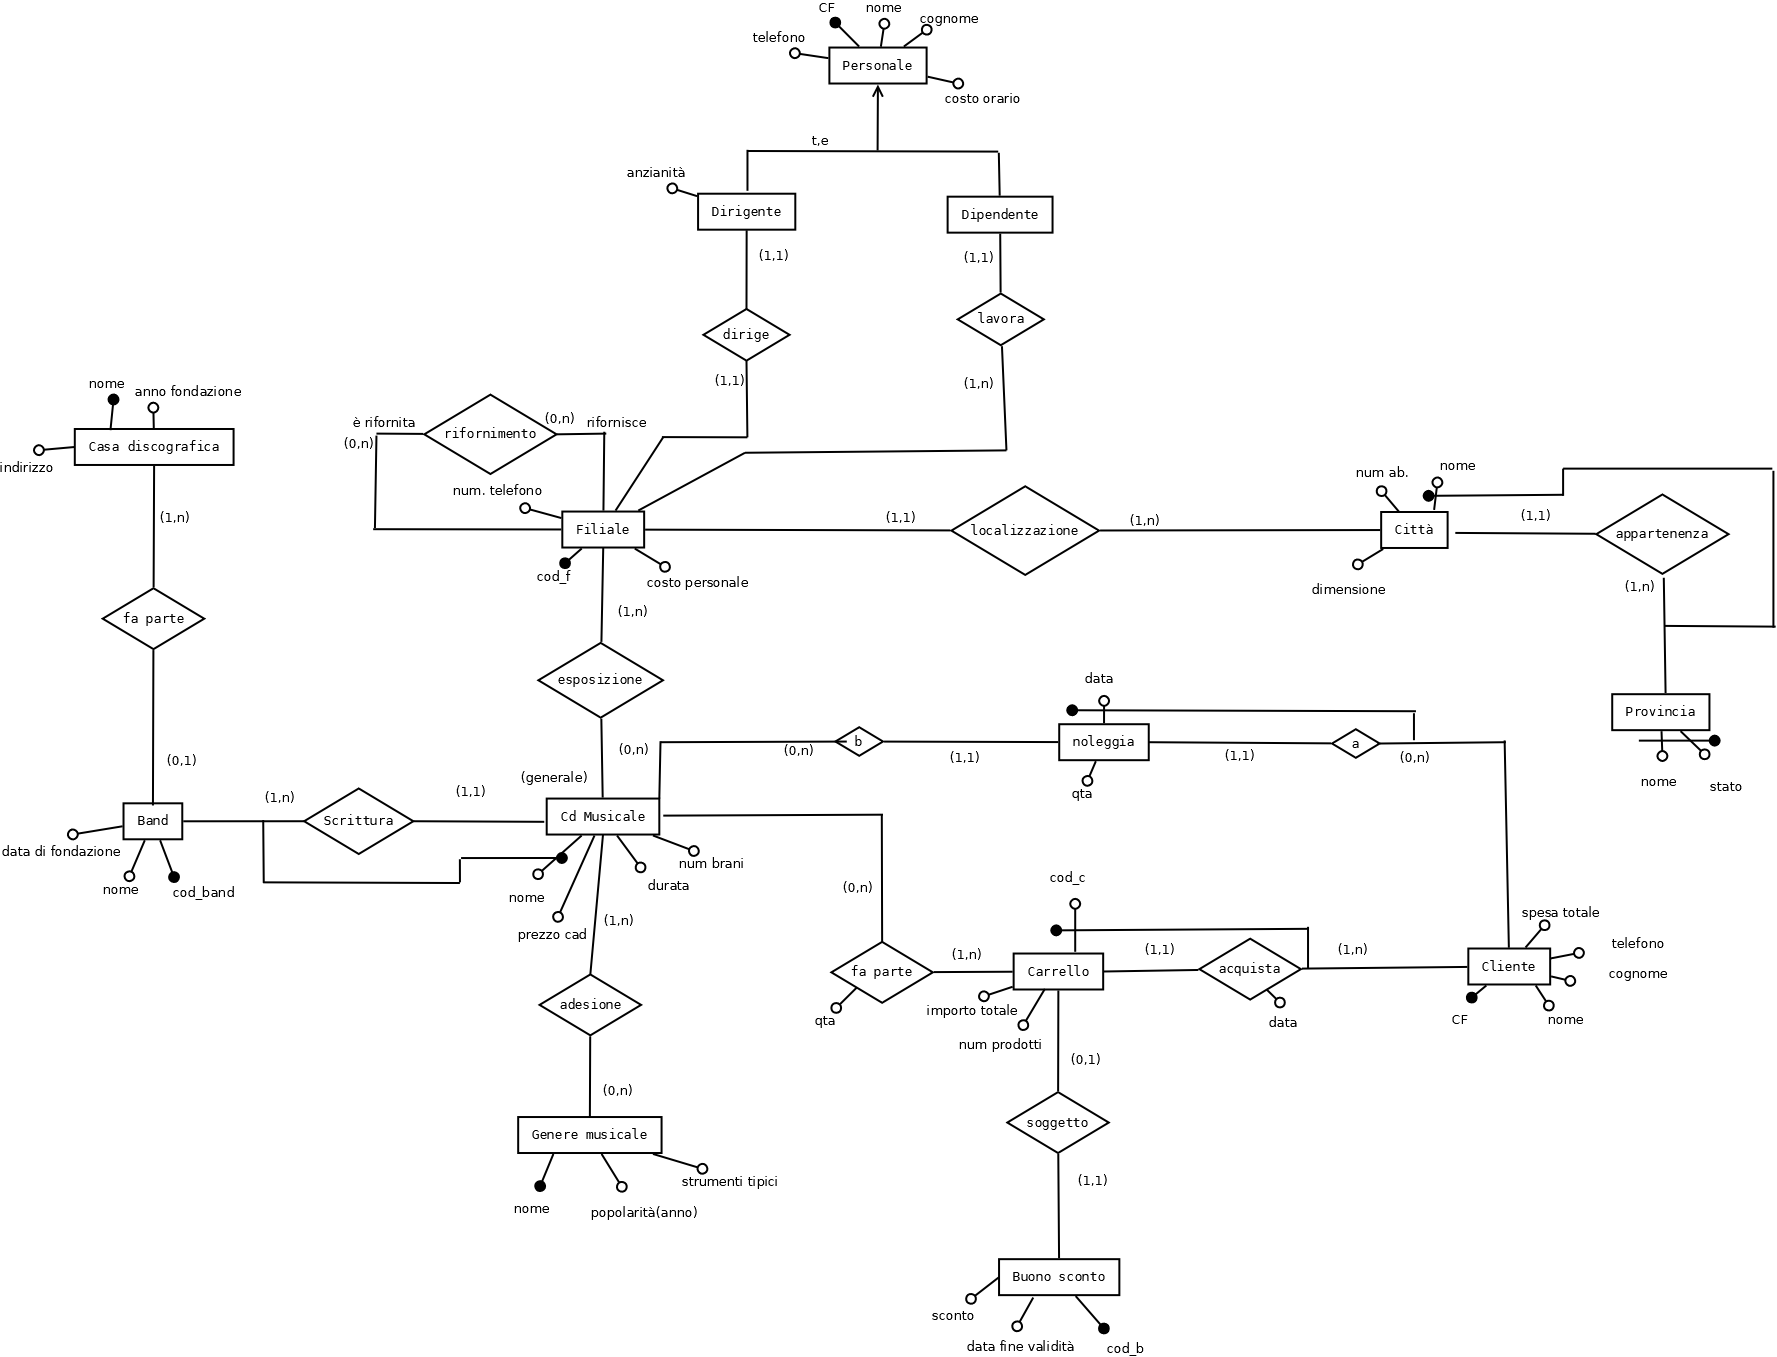 CF
nome
cognome
telefono
Personale
costo orario
t,e
anzianità
Dirigente
Dipendente
(1,1)
(1,1)
dirige
lavora
(1,1)
(1,n)
nome
anno fondazione
Casa discografica
indirizzo
(1,n)
fa parte
(0,1)
è rifornita
(0,n)
rifornimento
(0,n)
rifornisce
num. telefono
Filiale
cod_f
costo personale
(1,1)
localizzazione
(1,n)
num ab.
nome
Città
dimensione
(1,1)
appartenenza
(1,n)
Provincia
nome
stato
(1,n)
esposizione
(0,n)
(generale)
data
(0,n)
b
(1,1)
noleggia
qta
(1,1)
a
(0,n)
Band
data di fondazione
nome
cod_band
(1,n)
Scrittura
(1,1)
Cd Musicale
nome
prezzo cad
durata
num brani
(1,n)
adesione
(0,n)
Genere musicale
nome
popolarità(anno)
strumenti tipici
(0,n)
fa parte
qta
(1,n)
cod_c
Carrello
importo totale
num prodotti
(1,1)
acquista
data
(1,n)
spesa totale
telefono
cognome
Cliente
CF
nome
(0,1)
soggetto
(1,1)
Buono sconto
sconto
data fine validità
cod_b